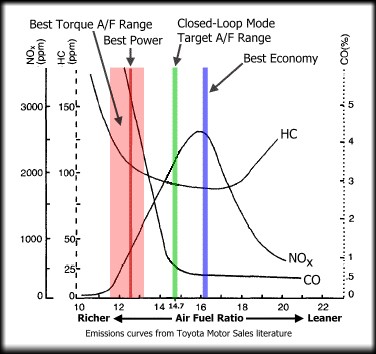 Best Torque A/F Range
Best Power
Closed-Loop Mode
Target A/F Range
Best Economy
NOx
(ppm)
HC
(ppm)
CO(%)
3000
2000
1000
0
150
100
50
25
0
5
4
3
2
1
.5
0
HC
NOx
CO
10 12 14 14.7 16 18 20 22
Richer Air Fuel Ratio Leaner
Emissions curves from Toyota Motor Sales literature